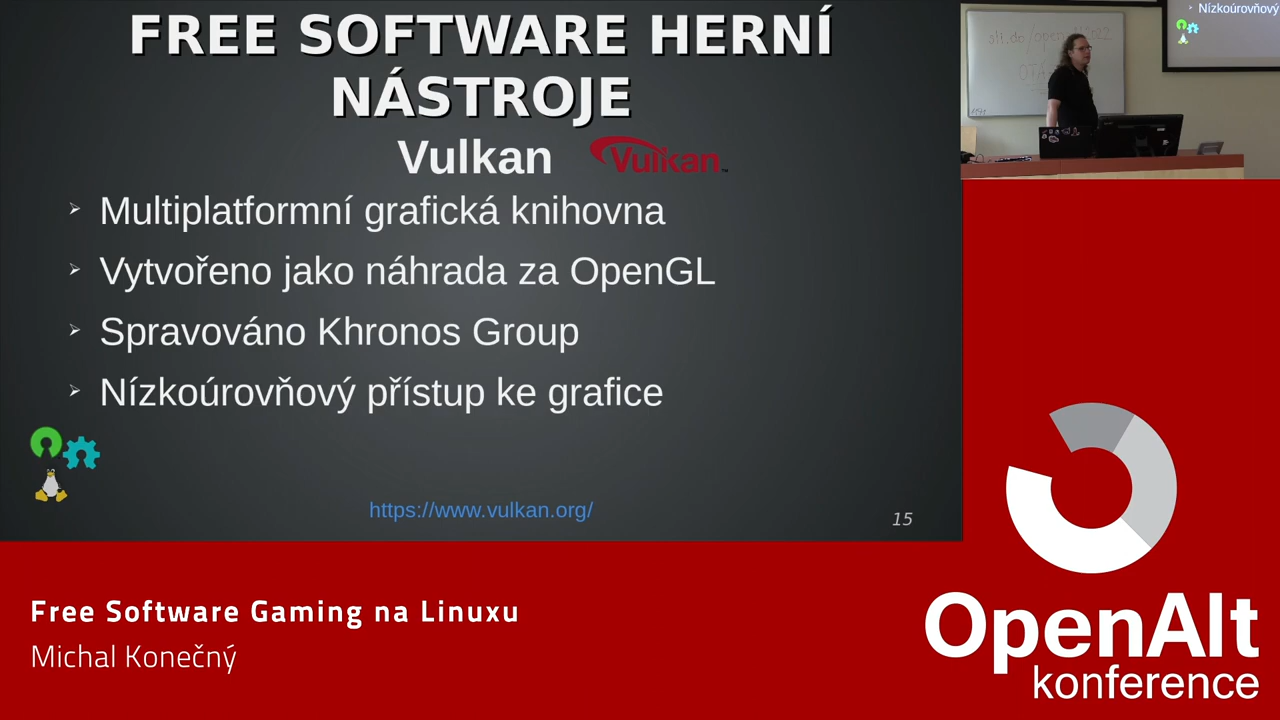 FREE SOFTWARE HERNÍ
NÁSTROJE
Vulkan Vulkan™
➢ Multiplatformní grafická knihovna
➢ Vytvořeno jako náhrada za OpenGL
➢ Spravováno Khronos Group
➢ Nízkoúrovňový přístup ke grafice
https://www.vulkan.org/
15
Nízkoúrovňový
Free Software Gaming na Linuxu
Michal Konečný
OpenAlt
konference